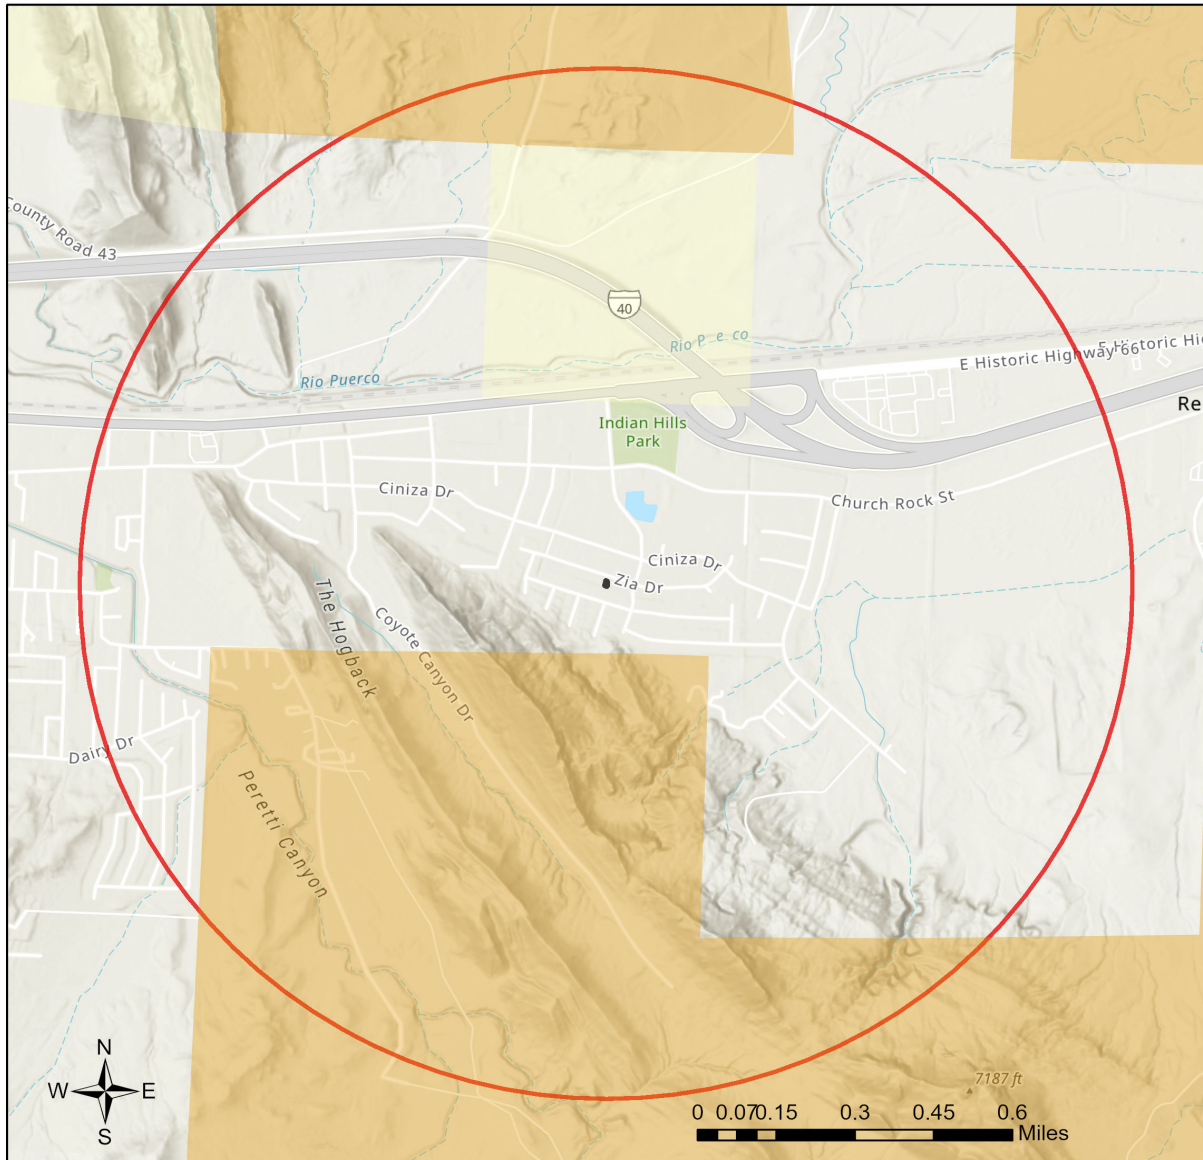 County Road 43
40
Rio P e co
Rio Puerco
E Historic Highway 66
E Historic Hi
Re
Indian Hills
Park
Ciniza Dr
Church Rock St
Ciniza Dr
Zia Dr
The Hogback
Coyote Canyon Dr
Dairy Dr
Peretti Canyon
7187 ft
N
W
E
S
0 0.07 0.15 0.3 0.45 0.6
Miles